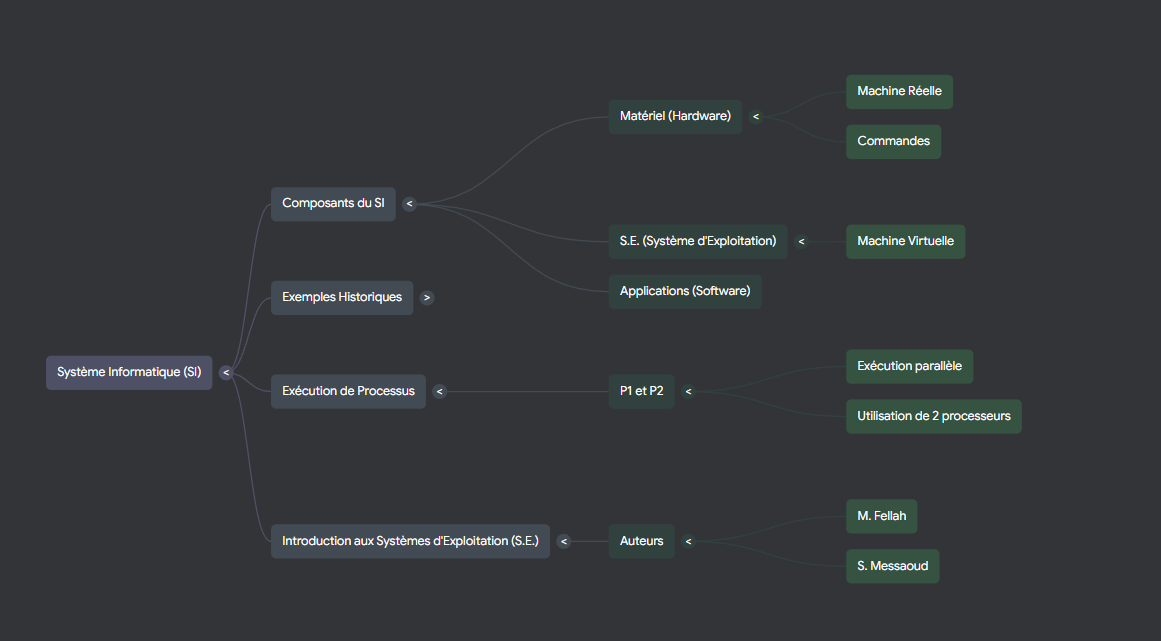 Système Informatique (SI)
<
Composants du SI
<
Matériel (Hardware)
<
Machine Réelle
Commandes
S.E. (Système d'Exploitation)
<
Machine Virtuelle
Applications (Software)
Exemples Historiques
>
Exécution de Processus
<
P1 et P2
<
Exécution parallèle
Utilisation de 2 processeurs
Introduction aux Systèmes d'Exploitation (S.E.)
<
Auteurs
<
M. Fellah
S. Messaoud